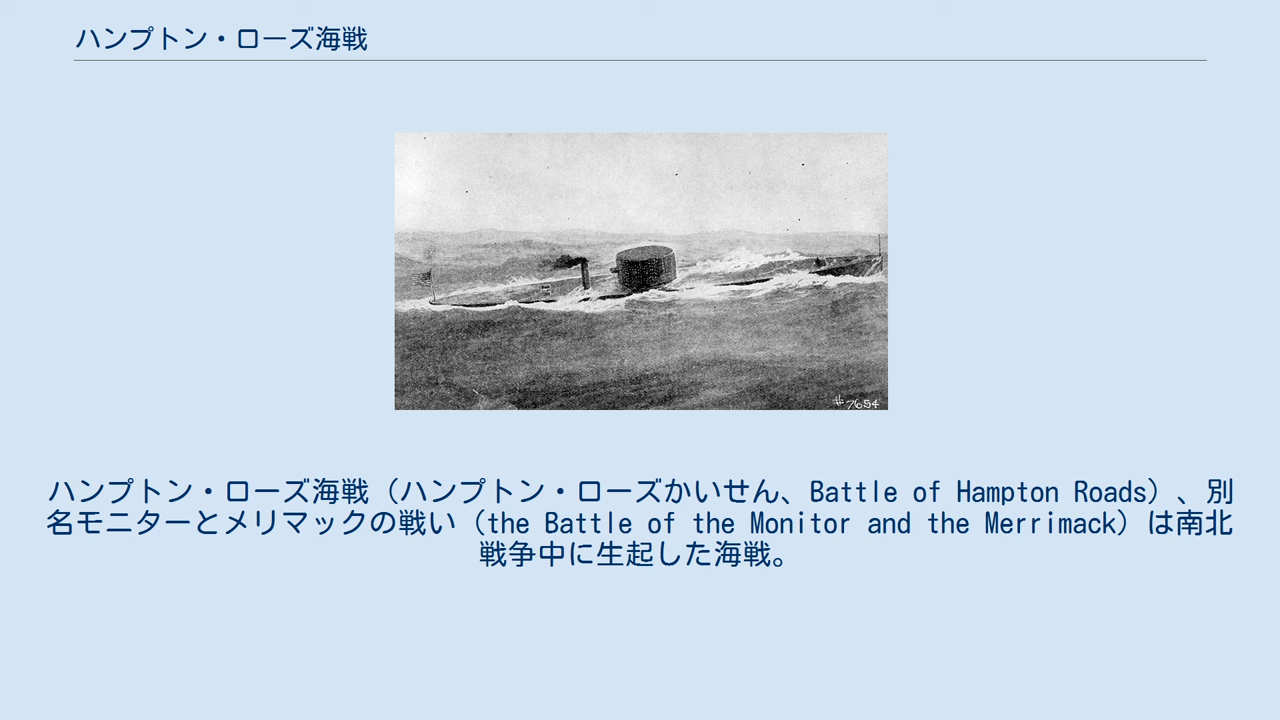 ハンプトン・ローズ海戦
#7654
ハンプトン・ローズ海戦（ハンプトン・ローズかいせん、Battle of Hampton Roads）、別
名モニターとメリマックの戦い（the Battle of the Monitor and the Merrimack）は南北
戦争中に生起した海戦。